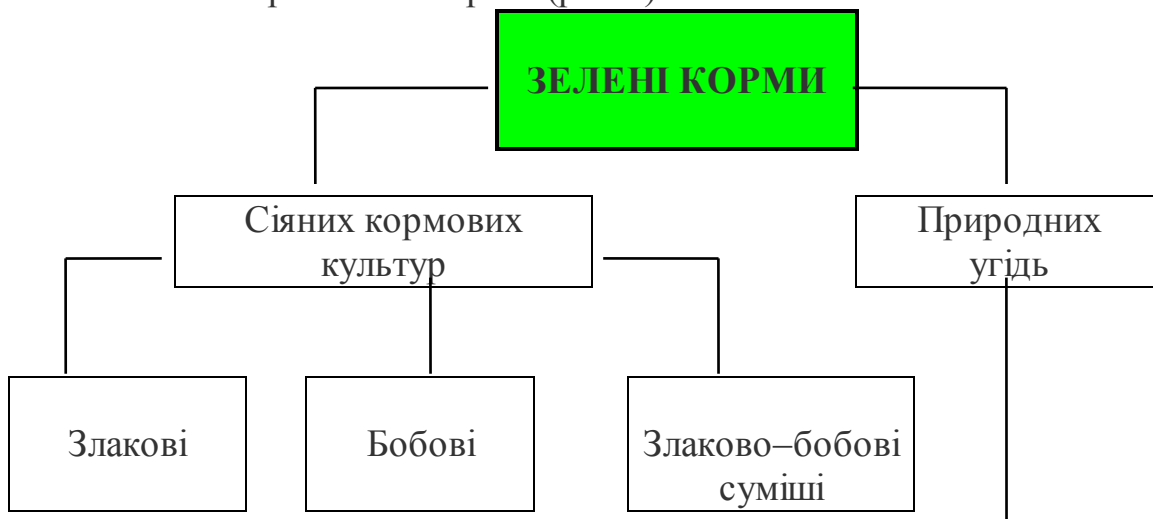 ЗЕЛЕНІ КОРМИ
Сіяних кормових
культур
Природних
угідь
Злакові
Бобові
Злаково–бобові
суміші